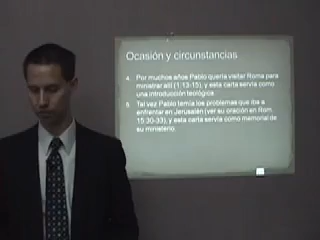 Ocasión y circunstancias
4. Por muchos años Pablo quería visitar Roma para
ministrar allí (1:13-15), y esta carta servía como
una introducción teológica.
5. Tal vez Pablo temía los problemas que iba a
enfrentar en Jerusalén (ver su oración en Rom.
15:30-33), y esta carta servía como memorial de
su ministerio.